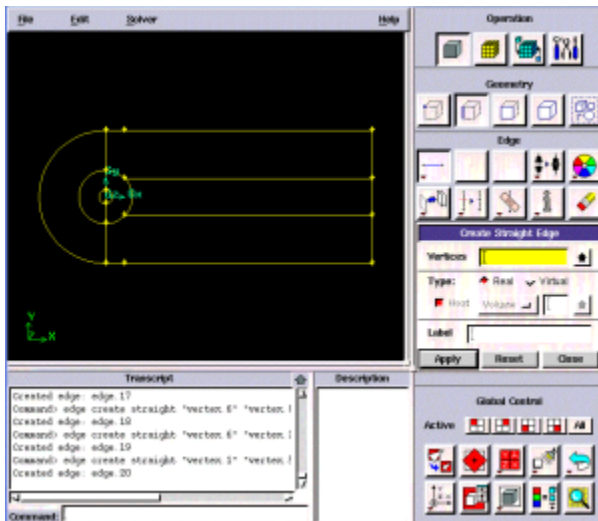 File Edit Solver Help
Operation
Geometry
Edge
Create Straight Edge
Vertices
Type: Real Virtual
Host Volume
Label
Apply Reset Close
Y
Z X
Transcript
Created edge: edge.17
Command> edge create straight "vertex 6" "vertex
Created edge: edge.18
Command> edge create straight "vertex 6" "vertex
Created edge: edge.19
Command> edge create straight "vertex "vertex
Created edge: edge.20
Command:
Description
Global Control
Active All